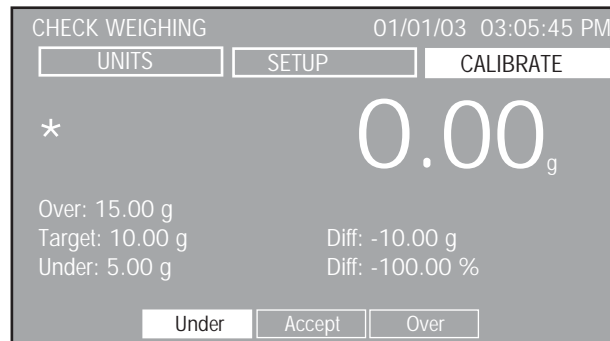 CHECK WEIGHING 01/01/03 03:05:45 PM
UNITS SETUP CALIBRATE
* 0.00 g
Over: 15.00 g
Target: 10.00 g Diff: -10.00 g
Under: 5.00 g Diff: -100.00 %
Under Accept Over